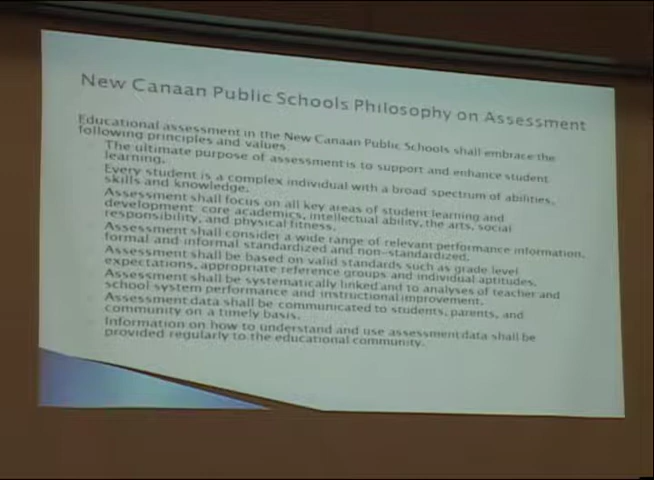 New Canaan Public Schools Philosophy on Assessment
Educational assessment in the New Canaan Public Schools shall embrace the
following principles and values.
The ultimate purpose of assessment is to support and enhance student
learning.
Every student is a complex individual with a broad spectrum of abilities,
skills and knowledge.
Assessment shall focus on all key areas of student learning and
development: core academics, intellectual ability, the arts, social
responsibility, and physical fitness.
Assessment shall consider a wide range of relevant performance information,
formal and informal standardized and non-standardized.
Assessment shall be based on valid standards such as grade level
expectations, appropriate reference groups and individual aptitudes.
Assessment shall be systematically linked and to analyses of teacher and
school system performance and instructional improvement.
Assessment data shall be communicated to students, parents, and
community on a timely basis.
Information on how to understand and use assessment data shall be
provided regularly to the educational community.